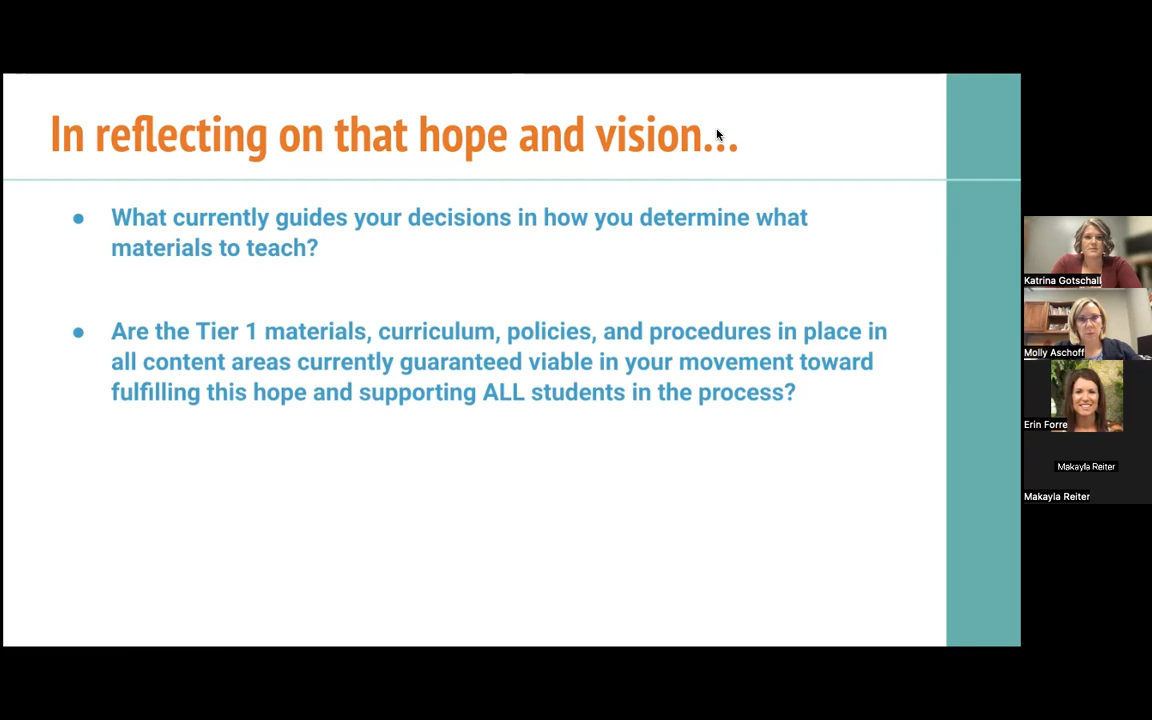 In reflecting on that hope and vision...
● What currently guides your decisions in how you determine what
materials to teach?
● Are the Tier 1 materials, curriculum, policies, and procedures in place in
all content areas currently guaranteed viable in your movement toward
fulfilling this hope and supporting ALL students in the process?
Katrina Gotschall
Molly Aschoff
Erin Forre
Makayla Reiter
Makayla Reiter